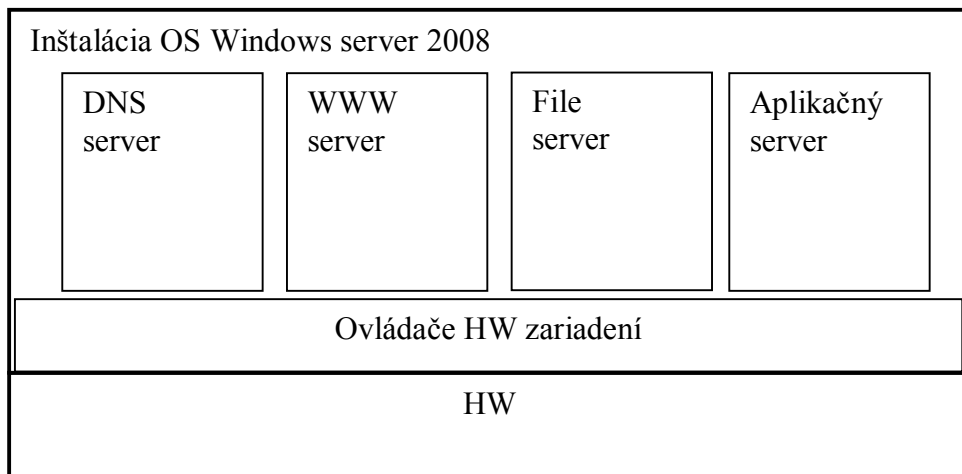 Inštalácia OS Windows server 2008
DNS
server
WWW
server
File
server
Aplikačný
server
Ovládače HW zariadení
HW